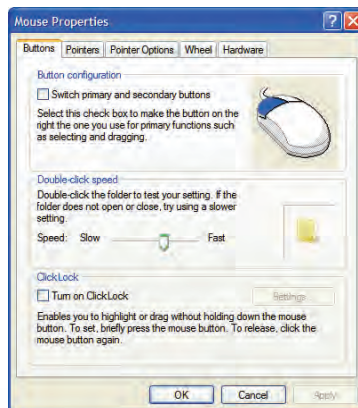 Mouse Properties
Buttons Pointers Pointer Options Wheel Hardware
Button configuration
Switch primary and secondary buttons
Select this check box to make the button on the
right the one you use for primary functions such
as selecting and dragging.
Double-click speed
Double-click the folder to test your setting. If the
folder does not open or close, try using a slower
setting.
Speed: Slow Fast
ClickLock
Turn on ClickLock
Settings
Enables you to highlight or drag without holding down the mouse
button. To set, briefly press the mouse button. To release, click the
mouse button again.
OK Cancel Apply